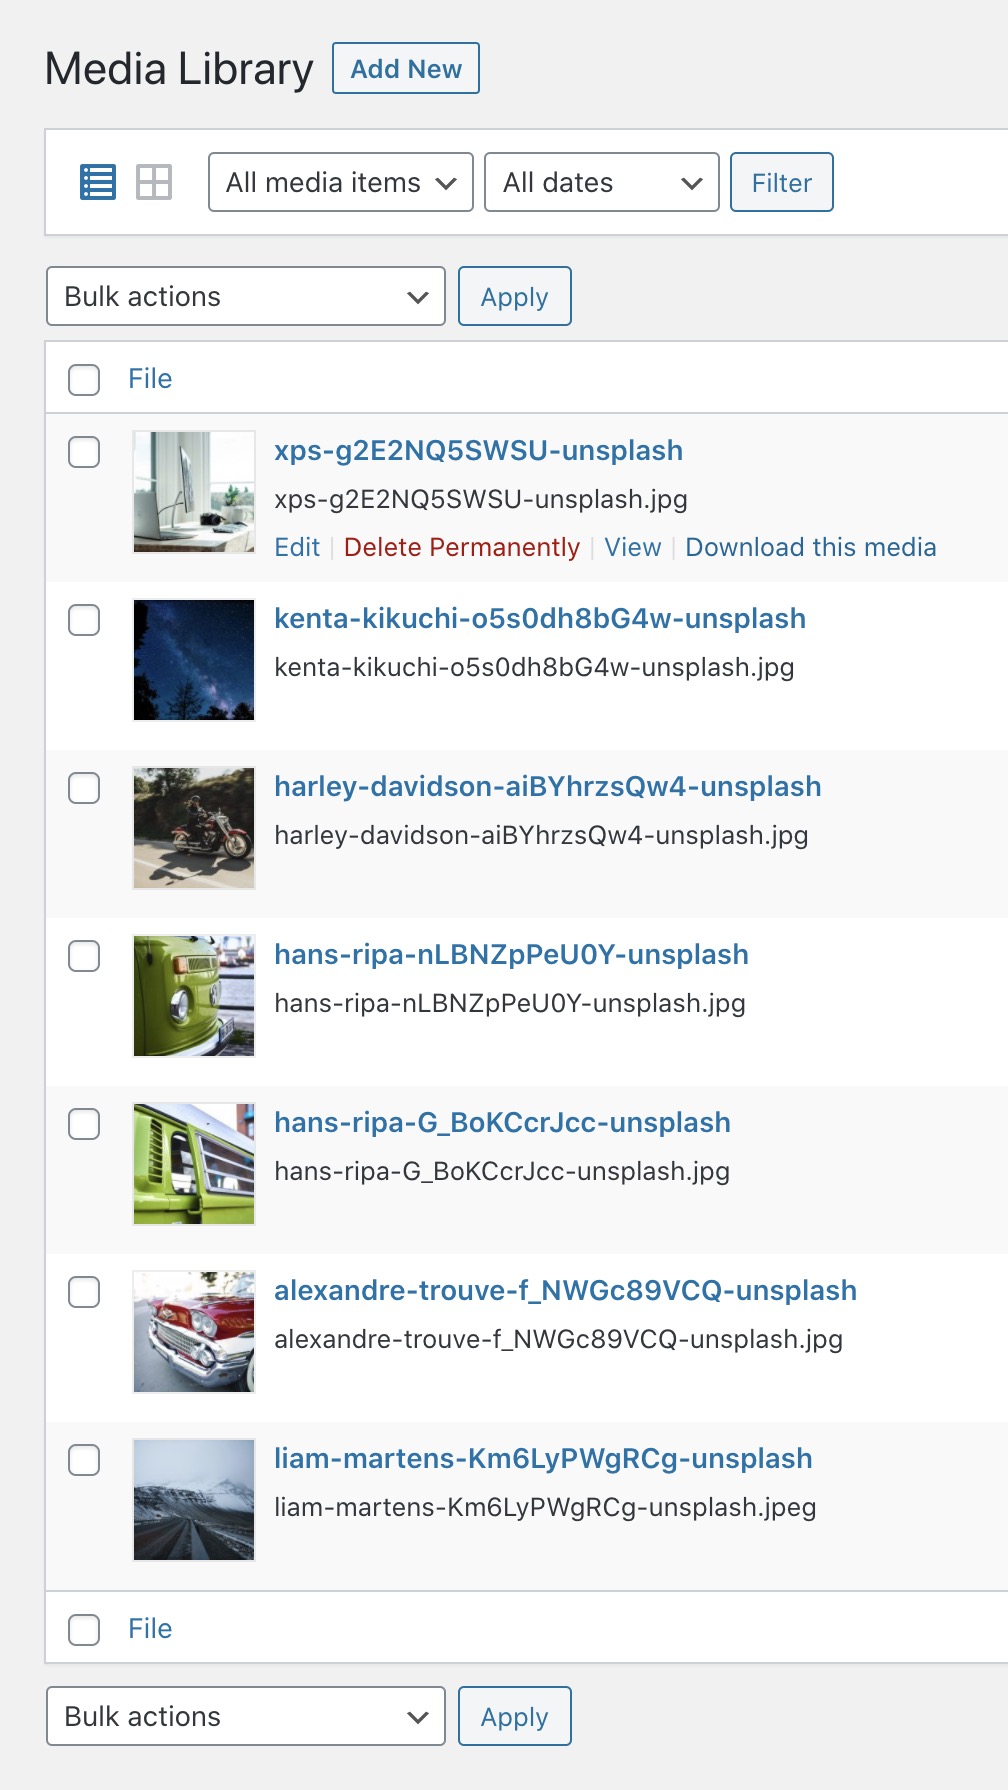 Media Library Add New
All media items All dates Filter
Bulk actions Apply
File
xps-g2E2NQ5SWSU-unsplash
xps-g2E2NQ5SWSU-unsplash.jpg
Edit | Delete Permanently | View | Download this media
kenta-kikuchi-o5s0dh8bG4w-unsplash
kenta-kikuchi-o5s0dh8bG4w-unsplash.jpg
harley-davidson-aiBYhrzsQw4-unsplash
harley-davidson-aiBYhrzsQw4-unsplash.jpg
hans-ripa-nLBNZpPeU0Y-unsplash
hans-ripa-nLBNZpPeU0Y-unsplash.jpg
hans-ripa-G_BoKCcrJcc-unsplash
hans-ripa-G_BoKCcrJcc-unsplash.jpg
alexandre-trouve-f_NWGc89VCQ-unsplash
alexandre-trouve-f_NWGc89VCQ-unsplash.jpg
liam-martens-Km6LyPWgRCg-unsplash
liam-martens-Km6LyPWgRCg-unsplash.jpeg
File
Bulk actions Apply